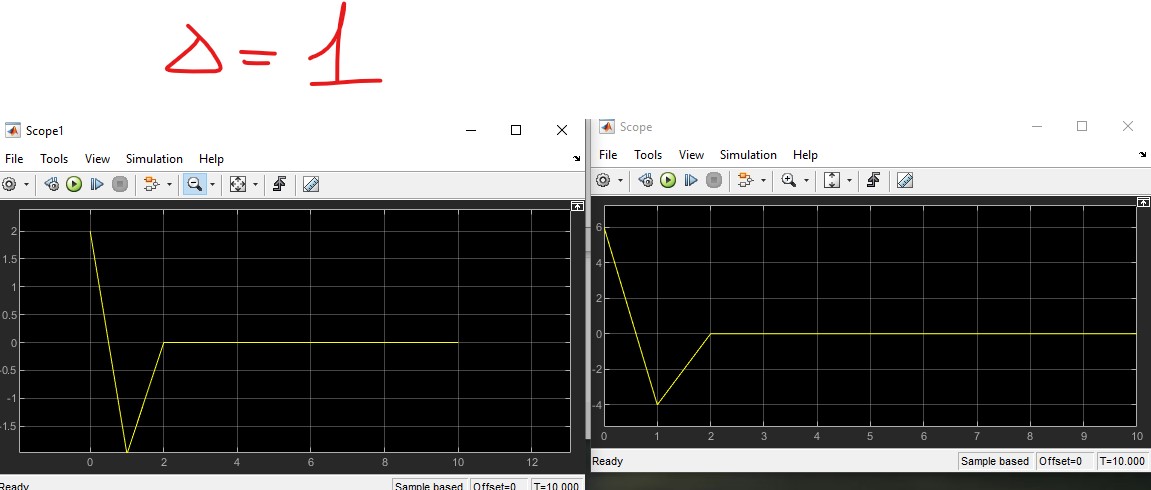 Δ = 1
Scope1
Scope
File Tools View Simulation Help
File Tools View Simulation Help
2
1.5
1
0.5
0
-0.5
-1
-1.5
0 2 4 6 8 10 12
6
4
2
0
-2
-4
0 1 2 3 4 5 6 7 8 9 10
Ready Sample based Offset=0 T=10.000
Ready Sample based Offset=0 T=10.000